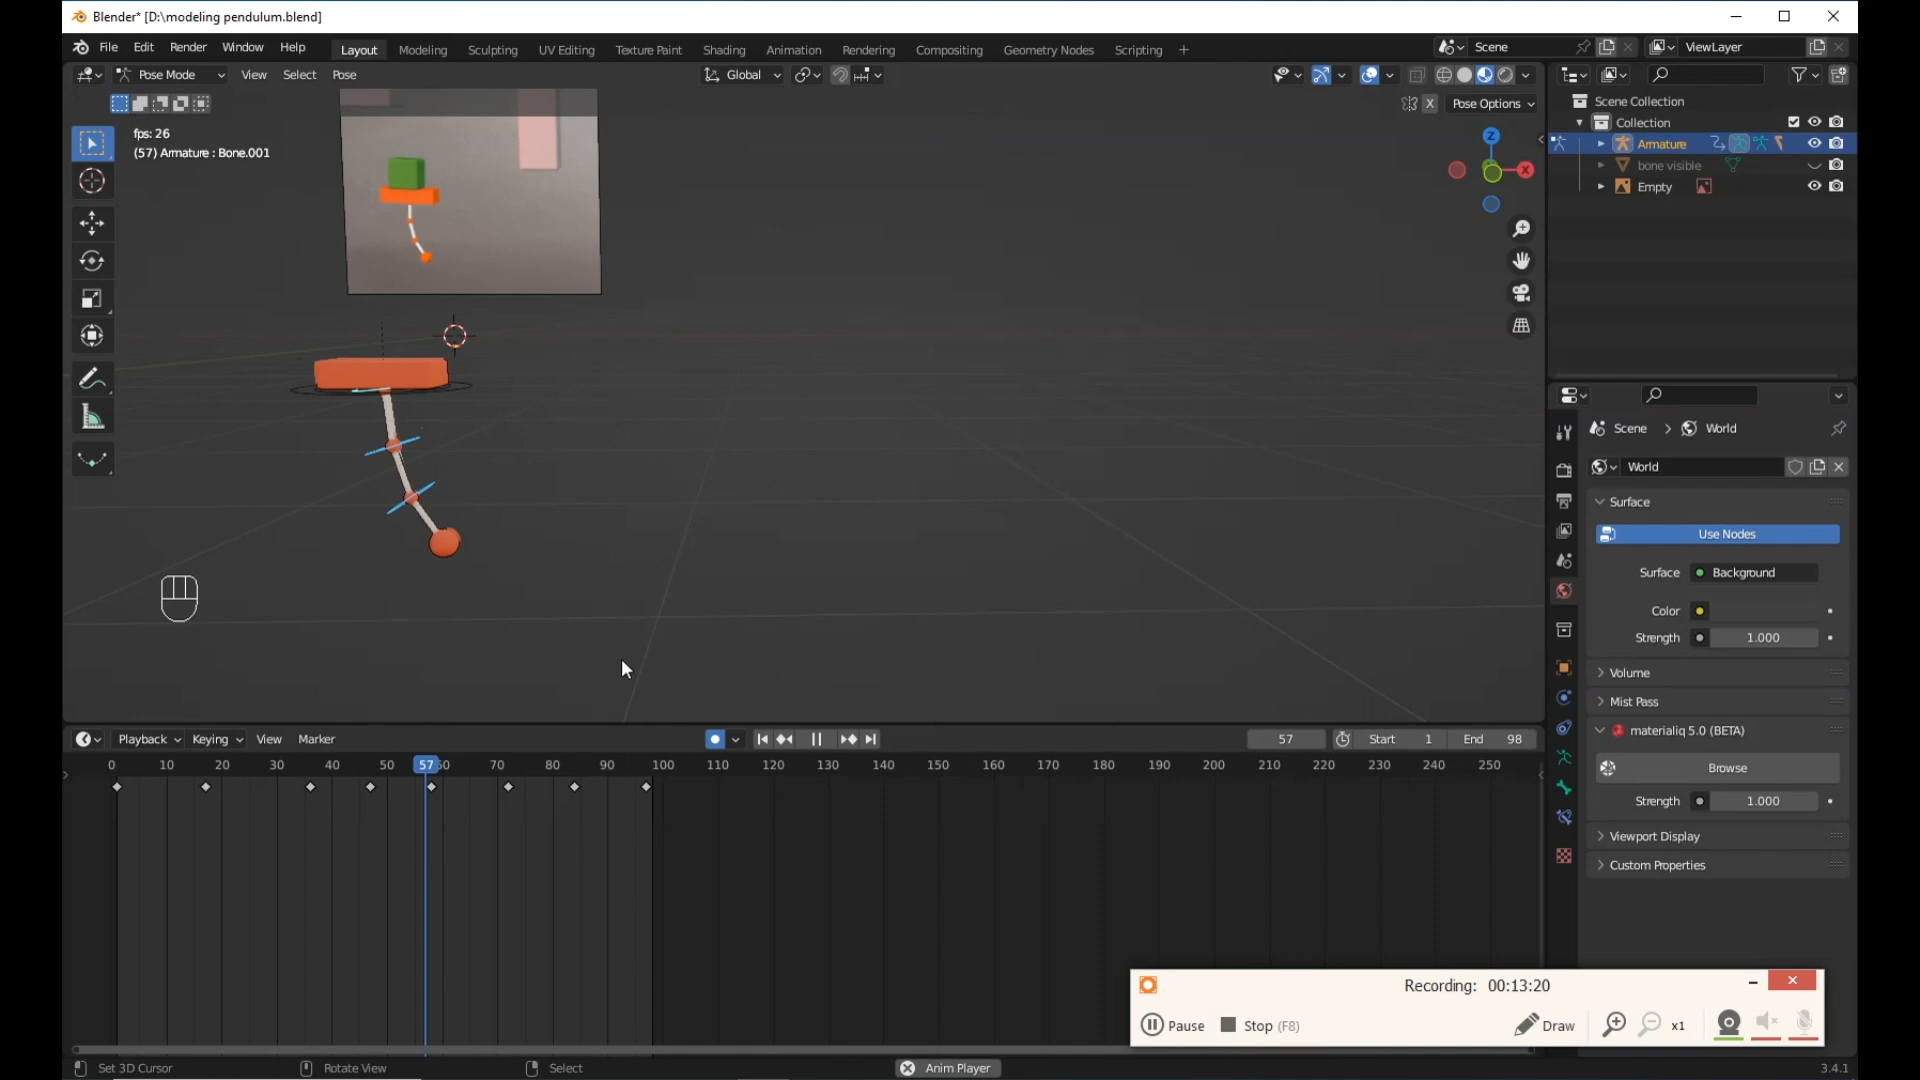 Blender* [D:\modeling pendulum.blend]
File Edit Render Window Help Layout Modeling Sculpting UV Editing Texture Paint Shading Animation Rendering Compositing Geometry Nodes Scripting + Scene ViewLayer
Pose Mode View Select Pose Global
X Pose Options
fps: 26
(57) Armature : Bone.001
Z
X
Scene Collection
Collection
Armature
bone visible
Empty
Scene > World
World
Surface
Use Nodes
Surface Background
Color
Strength 1.000
Volume
Mist Pass
materialiq 5.0 (BETA)
Browse
Strength 1.000
Viewport Display
Custom Properties
Playback Keying View Marker 57 Start 1 End 98
0 10 20 30 40 50 57 60 70 80 90 100 110 120 130 140 150 160 170 180 190 200 210 220 230 240 250
Recording: 00:13:20
Pause Stop (F8) Draw x1
Set 3D Cursor Rotate View Select Anim Player 3.4.1